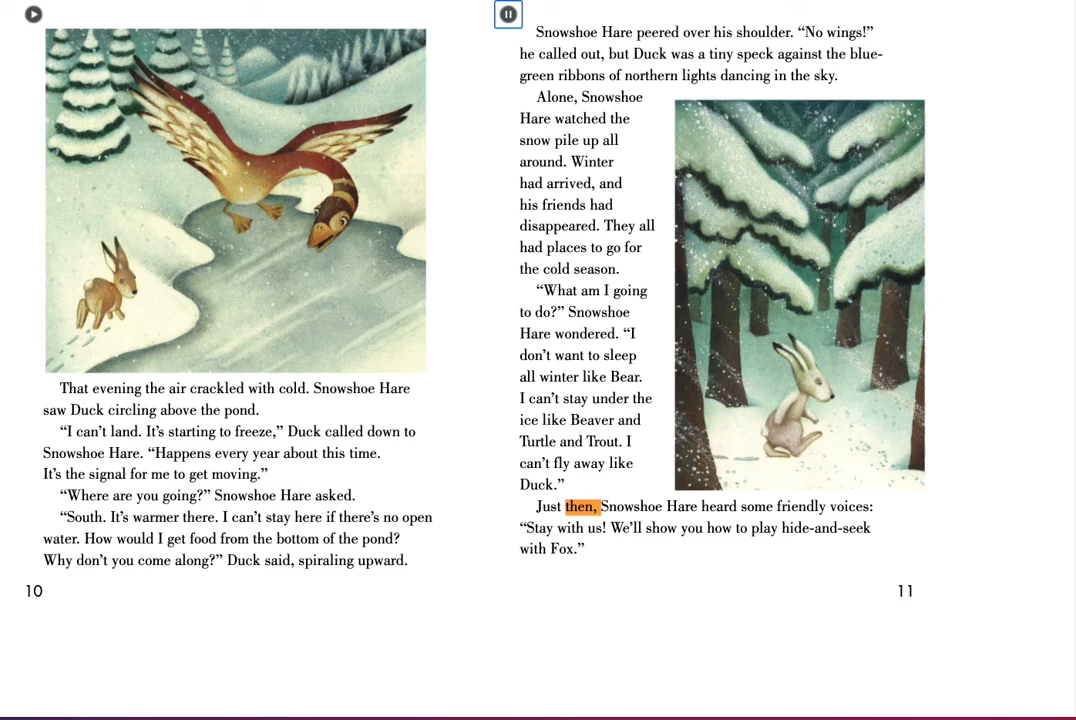 That evening the air crackled with cold. Snowshoe Hare
saw Duck circling above the pond.
“I can’t land. It’s starting to freeze,” Duck called down to
Snowshoe Hare. “Happens every year about this time.
It’s the signal for me to get moving.”
“Where are you going?” Snowshoe Hare asked.
“South. It’s warmer there. I can’t stay here if there’s no open
water. How would I get food from the bottom of the pond?
Why don’t you come along?” Duck said, spiraling upward.
10
Snowshoe Hare peered over his shoulder. “No wings!”
he called out, but Duck was a tiny speck against the blue-
green ribbons of northern lights dancing in the sky.
Alone, Snowshoe
Hare watched the
snow pile up all
around. Winter
had arrived, and
his friends had
disappeared. They all
had places to go for
the cold season.
“What am I going
to do?” Snowshoe
Hare wondered. “I
don’t want to sleep
all winter like Bear.
I can’t stay under the
ice like Beaver and
Turtle and Trout. I
can’t fly away like
Duck.”
Just then, Snowshoe Hare heard some friendly voices:
“Stay with us! We’ll show you how to play hide-and-seek
with Fox.”
11